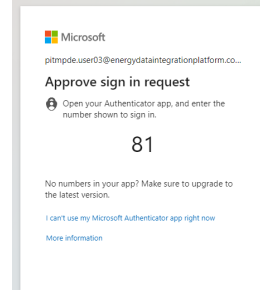 Microsoft
pitmpde.user03@energydataintegrationplatform.co...
Approve sign in request
Open your Authenticator app, and enter the
number shown to sign in.
81
No numbers in your app? Make sure to upgrade to
the latest version.
I can't use my Microsoft Authenticator app right now
More information